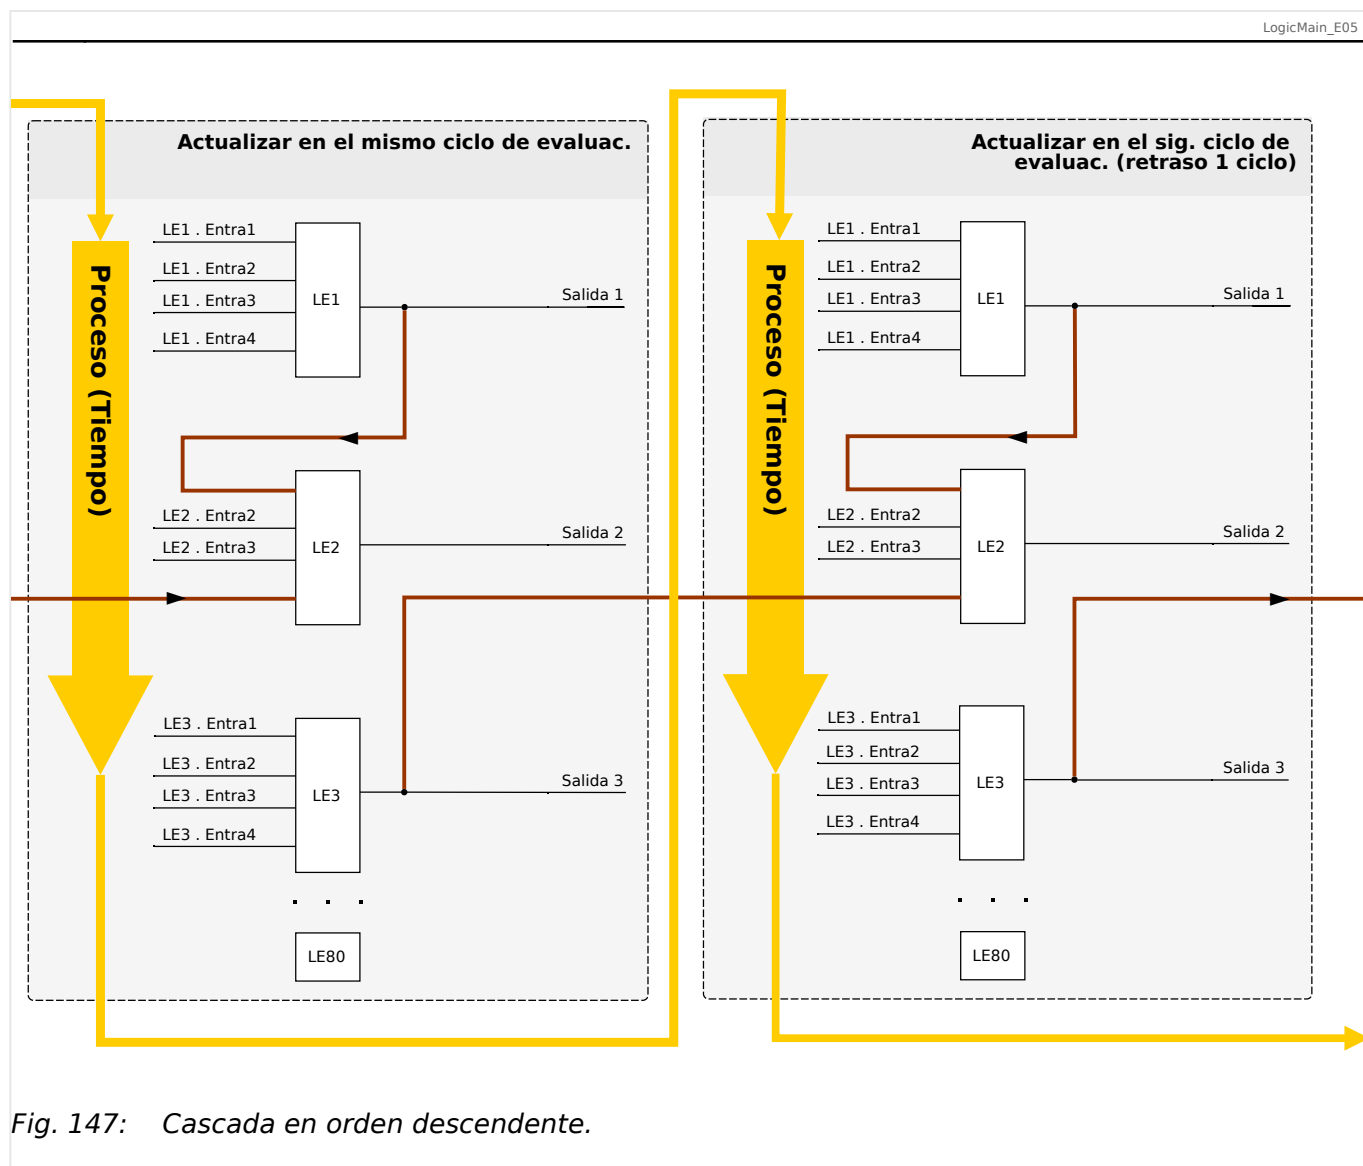 LogicMain_E05
Actualizar en el mismo ciclo de evaluac.
Proceso (Tiempo)
LE1 . Entra1
LE1 . Entra2
LE1 . Entra3
LE1 . Entra4
LE1
Salida 1
LE2 . Entra2
LE2 . Entra3
LE2
Salida 2
LE3 . Entra1
LE3 . Entra2
LE3 . Entra3
LE3 . Entra4
LE3
Salida 3
. . .
LE80
Actualizar en el sig. ciclo de
evaluac. (retraso 1 ciclo)
Proceso (Tiempo)
LE1 . Entra1
LE1 . Entra2
LE1 . Entra3
LE1 . Entra4
LE1
Salida 1
LE2 . Entra2
LE2 . Entra3
LE2
Salida 2
LE3 . Entra1
LE3 . Entra2
LE3 . Entra3
LE3 . Entra4
LE3
Salida 3
. . .
LE80
Fig. 147: Cascada en orden descendente.